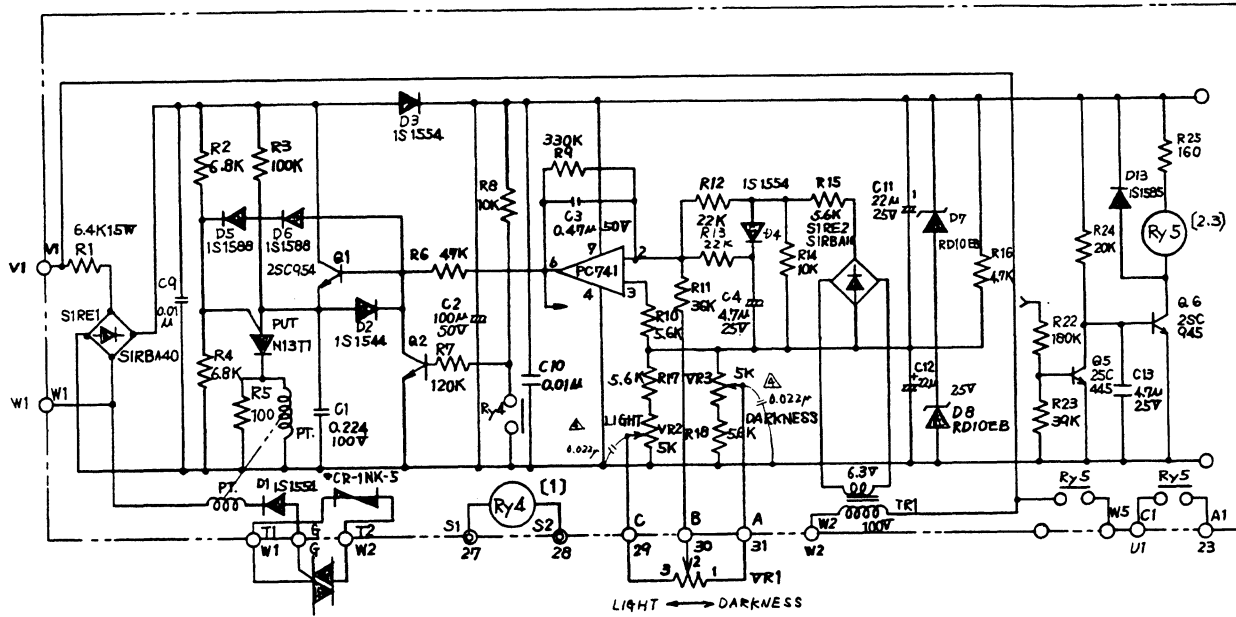 D3
1S1554
R2
6.8K
R3
100K
330K
R9
C3
0.47μ 50V
R12
22K
R13
22K
1S1554
D4
R15
5.6K
S1RE2
SIRBA40
C11
22μ
25V
D7
RD10EB
R16
4.7K
R25
160
D13
1S1585
Ry5
(2.3)
R24
20K
6.4K15W
R1
V1
V1
C9
0.01
μ
S1RE1
SIRBA40
W1
W1
D5
1S1588
D6
1S1588
Q1
2SC954
R6
47K
R8
10K
6
7
4
PC741
2
3
R14
10K
C4
4.7μ
25V
R11
36K
R10
5.6K
PUT
N13T1
D2
1S1544
C2
100μ
50V
Q2
R7
120K
R4
6.8K
R5
100
PT.
C1
0.224
100V
Ry4
C10
0.01μ
R17
5.6K
VR3
5K
4
0.022μ
DARKNESS
LIGHT
VR2
5K
R18
5.6K
4
0.022μ
C12
22μ
25V
D8
RD10EB
R22
180K
R23
39K
Q5
2SC
445
C13
4.7μ
25V
Q6
2SC
945
PT.
D1
1S1554
*CR-1NK-5
T1
W1
G
G
T2
W2
S1
27
Ry4
(1)
S2
28
C
29
B
30
A
31
6.3V
TR1
100V
W2
W2
Ry5
W5
Ry5
C1
U1
A1
23
3
2
1
VR1
LIGHT ⟷ DARKNESS